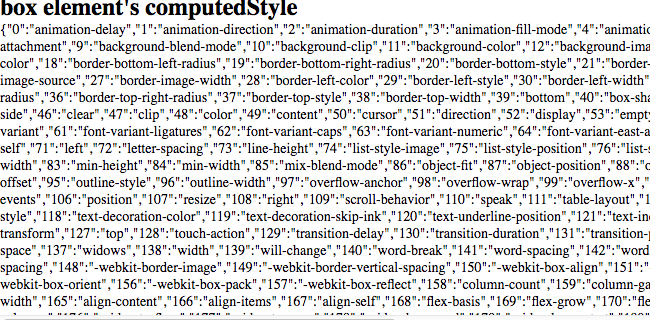 box element's computedStyle
{"0":"animation-delay","1":"animation-direction","2":"animation-duration","3":"animation-fill-mode","4":"animation
attachment","9":"background-blend-mode","10":"background-clip","11":"background-color","12":"background-ima
color","18":"border-bottom-left-radius","19":"border-bottom-right-radius","20":"border-bottom-style","21":"border-
image-source","27":"border-image-width","28":"border-left-color","29":"border-left-style","30":"border-left-width"
radius","36":"border-top-right-radius","37":"border-top-style","38":"border-top-width","39":"bottom","40":"box-sha
side","46":"clear","47":"clip","48":"color","49":"content","50":"cursor","51":"direction","52":"display","53":"empty
variant","61":"font-variant-ligatures","62":"font-variant-caps","63":"font-variant-numeric","64":"font-variant-east-a
self","71":"left","72":"letter-spacing","73":"line-height","74":"list-style-image","75":"list-style-position","76":"list-s
width","83":"min-height","84":"min-width","85":"mix-blend-mode","86":"object-fit","87":"object-position","88":"o
offset","95":"outline-style","96":"outline-width","97":"overflow-anchor","98":"overflow-wrap","99":"overflow-x",
events","106":"position","107":"resize","108":"right","109":"scroll-behavior","110":"speak","111":"table-layout","1
style","118":"text-decoration-color","119":"text-decoration-skip-ink","120":"text-underline-position","121":"text-ind
transform","127":"top","128":"touch-action","129":"transition-delay","130":"transition-duration","131":"transition-p
space","137":"widows","138":"width","139":"will-change","140":"word-break","141":"word-spacing","142":"word
spacing","148":"-webkit-border-image","149":"-webkit-border-vertical-spacing","150":"-webkit-box-align","151":"
webkit-box-orient","156":"-webkit-box-pack","157":"-webkit-box-reflect","158":"column-count","159":"column-ga
width","165":"align-content","166":"align-items","167":"align-self","168":"flex-basis","169":"flex-grow","170":"fle